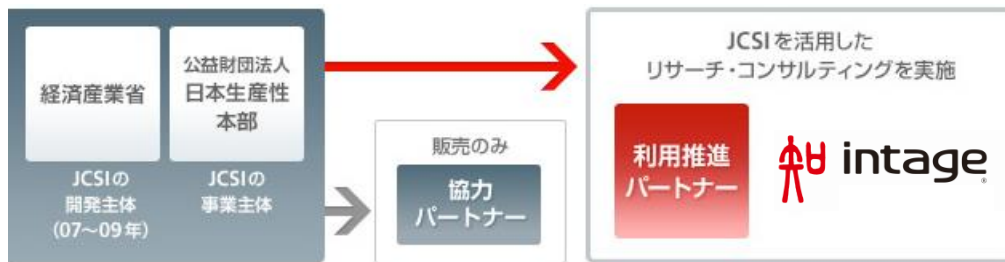 経済産業省
公益財団法人
日本生産性
本部
JCSIの
開発主体
(07～09年)
JCSIの
事業主体
販売のみ
協力
パートナー
JCSIを活用した
リサーチ・コンサルティングを実施
利用推進
パートナー
intage®